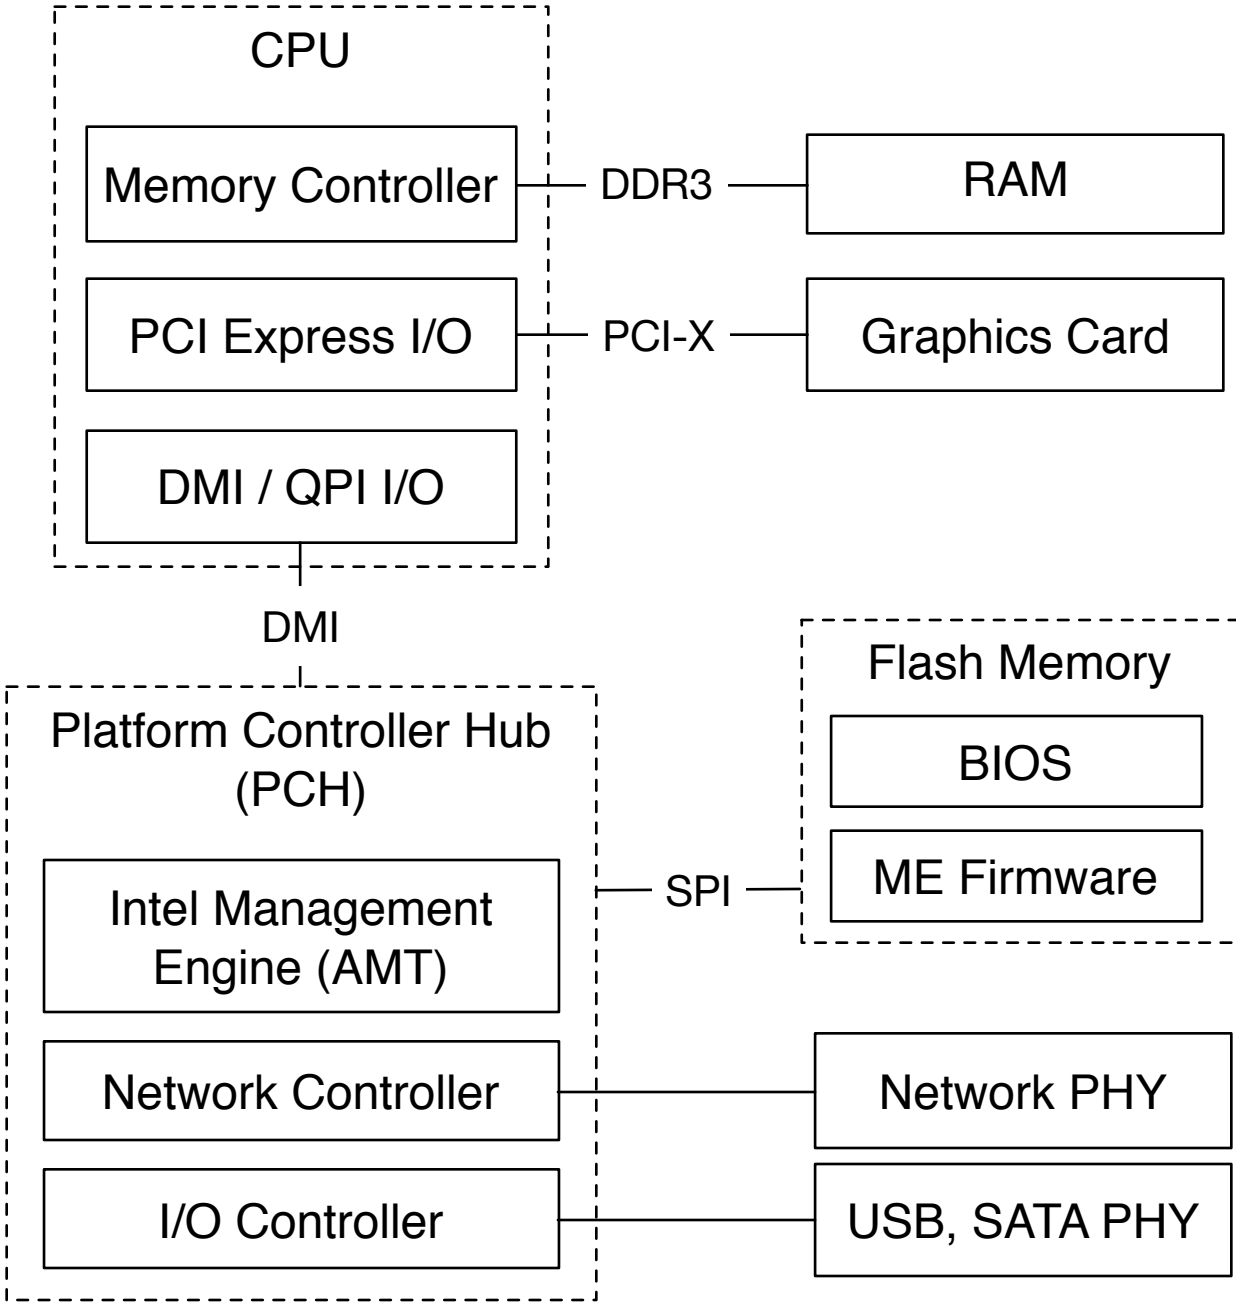 CPU
Memory Controller
DDR3
RAM
PCI Express I/O
PCI-X
Graphics Card
DMI / QPI I/O
DMI
Platform Controller Hub
(PCH)
Intel Management
Engine (AMT)
SPI
Flash Memory
BIOS
ME Firmware
Network Controller
Network PHY
I/O Controller
USB, SATA PHY